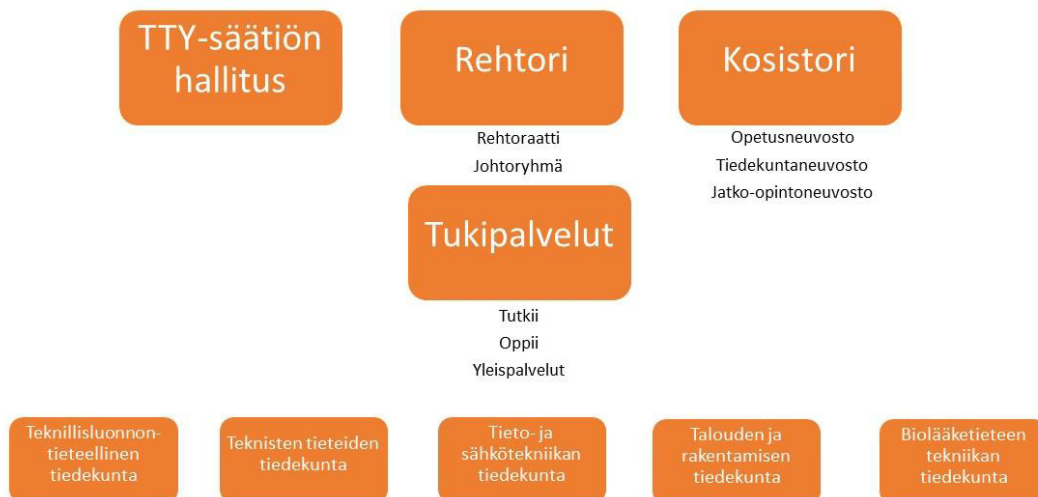 TTY-säätiön
hallitus
Rehtori
Kosistori
Rehtoraatti
Johtoryhmä
Opetusneuvosto
Tiedekuntaneuvosto
Jatko-opintoneuvosto
Tukipalvelut
Tutkii
Oppii
Yleispalvelut
Teknillisluonnon-
tieteellinen
tiedekunta
Teknisten tieteiden
tiedekunta
Tieto- ja
sähkötekniikan
tiedekunta
Talouden ja
rakentamisen
tiedekunta
Biolääketieteen
tekniikan
tiedekunta